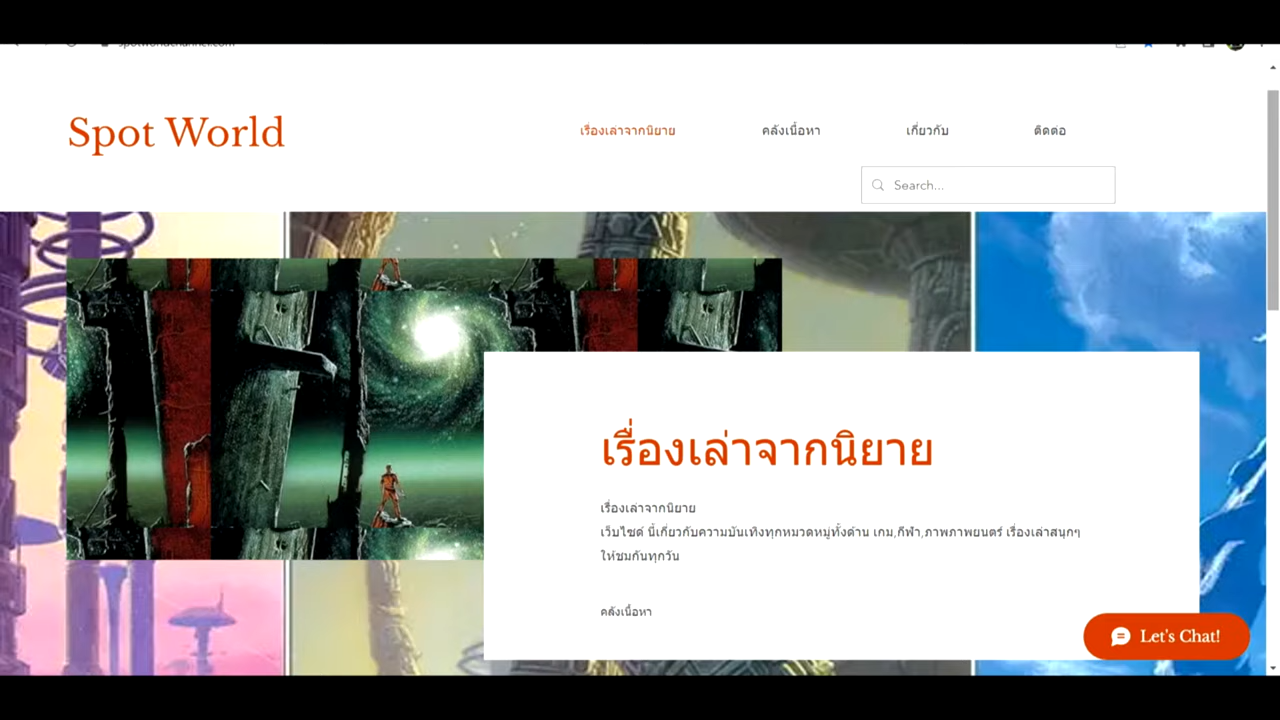 Spot World
เรื่องเล่าจากนิยาย
คลังเนื้อหา
เกี่ยวกับ
ติดต่อ
Search...
เรื่องเล่าจากนิยาย
เรื่องเล่าจากนิยาย
เว็บไซด์ นี้เกี่ยวกับความบันเทิงทุกหมวดหมู่ทั้งด้าน เกม,กีฬา,ภาพภาพยนตร์ เรื่องเล่าสนุกๆ
ให้ชมกันทุกวัน
คลังเนื้อหา
Let's Chat!